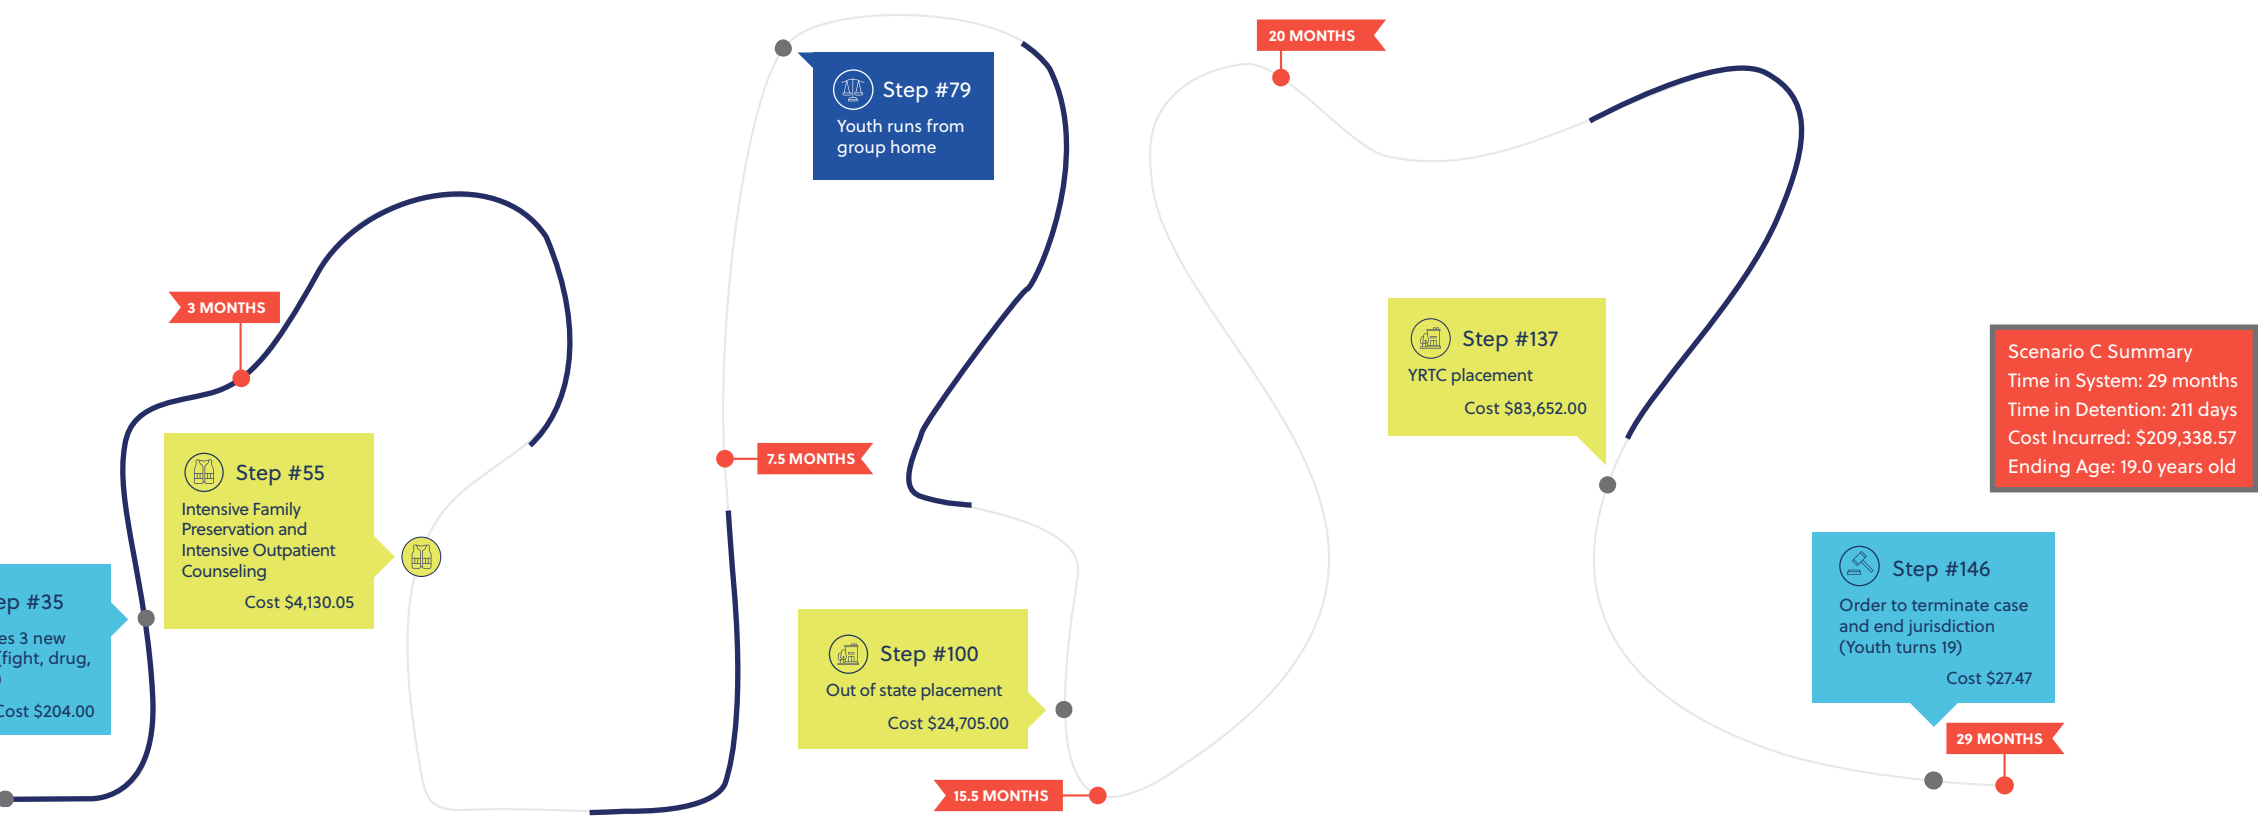 20 MONTHS
Step #79
Youth runs from
group home
3 MONTHS
Step #137
YRTC placement
Cost $83,652.00
Scenario C Summary
Time in System: 29 months
Time in Detention: 211 days
Cost Incurred: $209,338.57
Ending Age: 19.0 years old
Step #55
Intensive Family
Preservation and
Intensive Outpatient
Counseling
Cost $4,130.05
7.5 MONTHS
ep #35
es 3 new
(fight, drug,
)
Cost $204.00
Step #100
Out of state placement
Cost $24,705.00
Step #146
Order to terminate case
and end jurisdiction
(Youth turns 19)
Cost $27.47
29 MONTHS
15.5 MONTHS